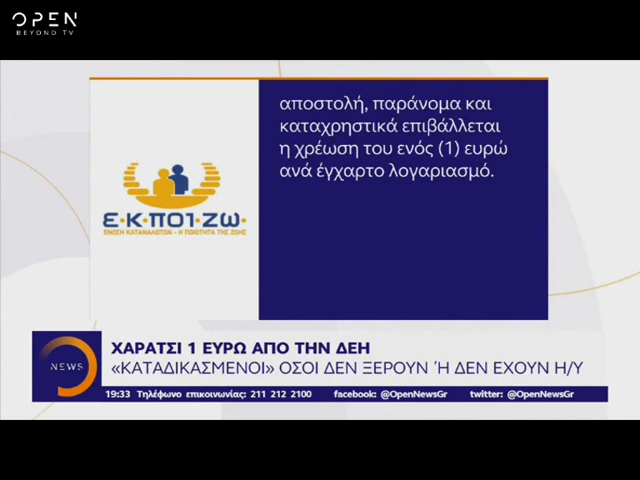 OPEN
BEYOND TV
αποστολή, παράνομα και
καταχρηστικά επιβάλλεται
η χρέωση του ενός (1) ευρώ
ανά έγχαρτο λογαριασμό.
Ε·Κ·ΠΟΙ·ΖΩ·
ΕΝΩΣΗ ΚΑΤΑΝΑΛΩΤΩΝ - Η ΠΟΙΟΤΗΤΑ ΤΗΣ ΖΩΗΣ
NEWS
ΧΑΡΑΤΣΙ 1 ΕΥΡΩ ΑΠΟ ΤΗΝ ΔΕΗ
«ΚΑΤΑΔΙΚΑΣΜΕΝΟΙ» ΟΣΟΙ ΔΕΝ ΞΕΡΟΥΝ Ή ΔΕΝ ΕΧΟΥΝ Η/Υ
19:33 Τηλέφωνο επικοινωνίας: 211 212 2100 facebook: @OpenNewsGr twitter: @OpenNewsGr